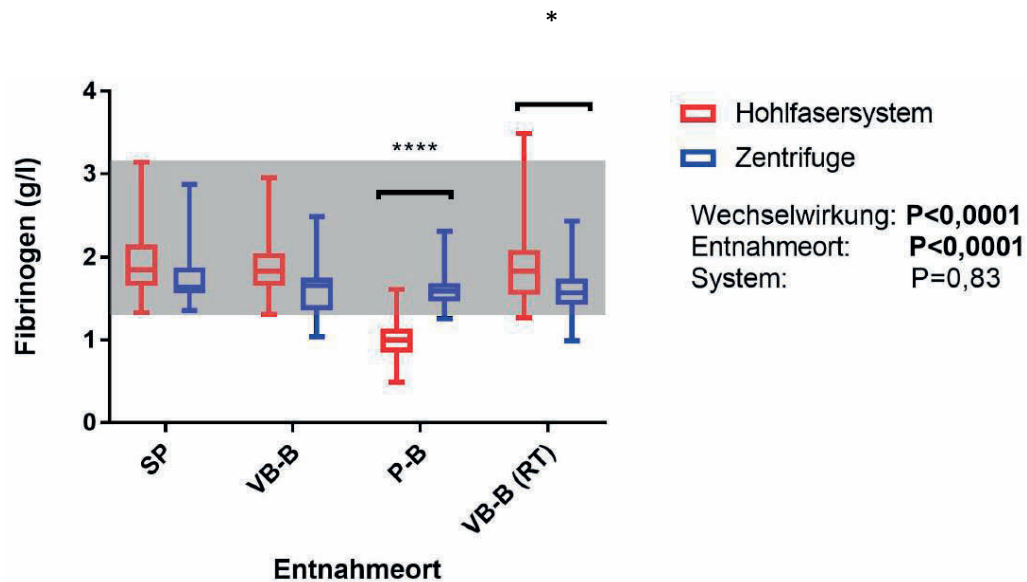 *
4
3
2
1
0
Fibrinogen (g/l)
****
SP
VB-B
P-B
VB-B (RT)
Entnahmeort
Hohlfasersystem
Zentrifuge
Wechselwirkung: P<0,0001
Entnahmeort: P<0,0001
System: P=0,83